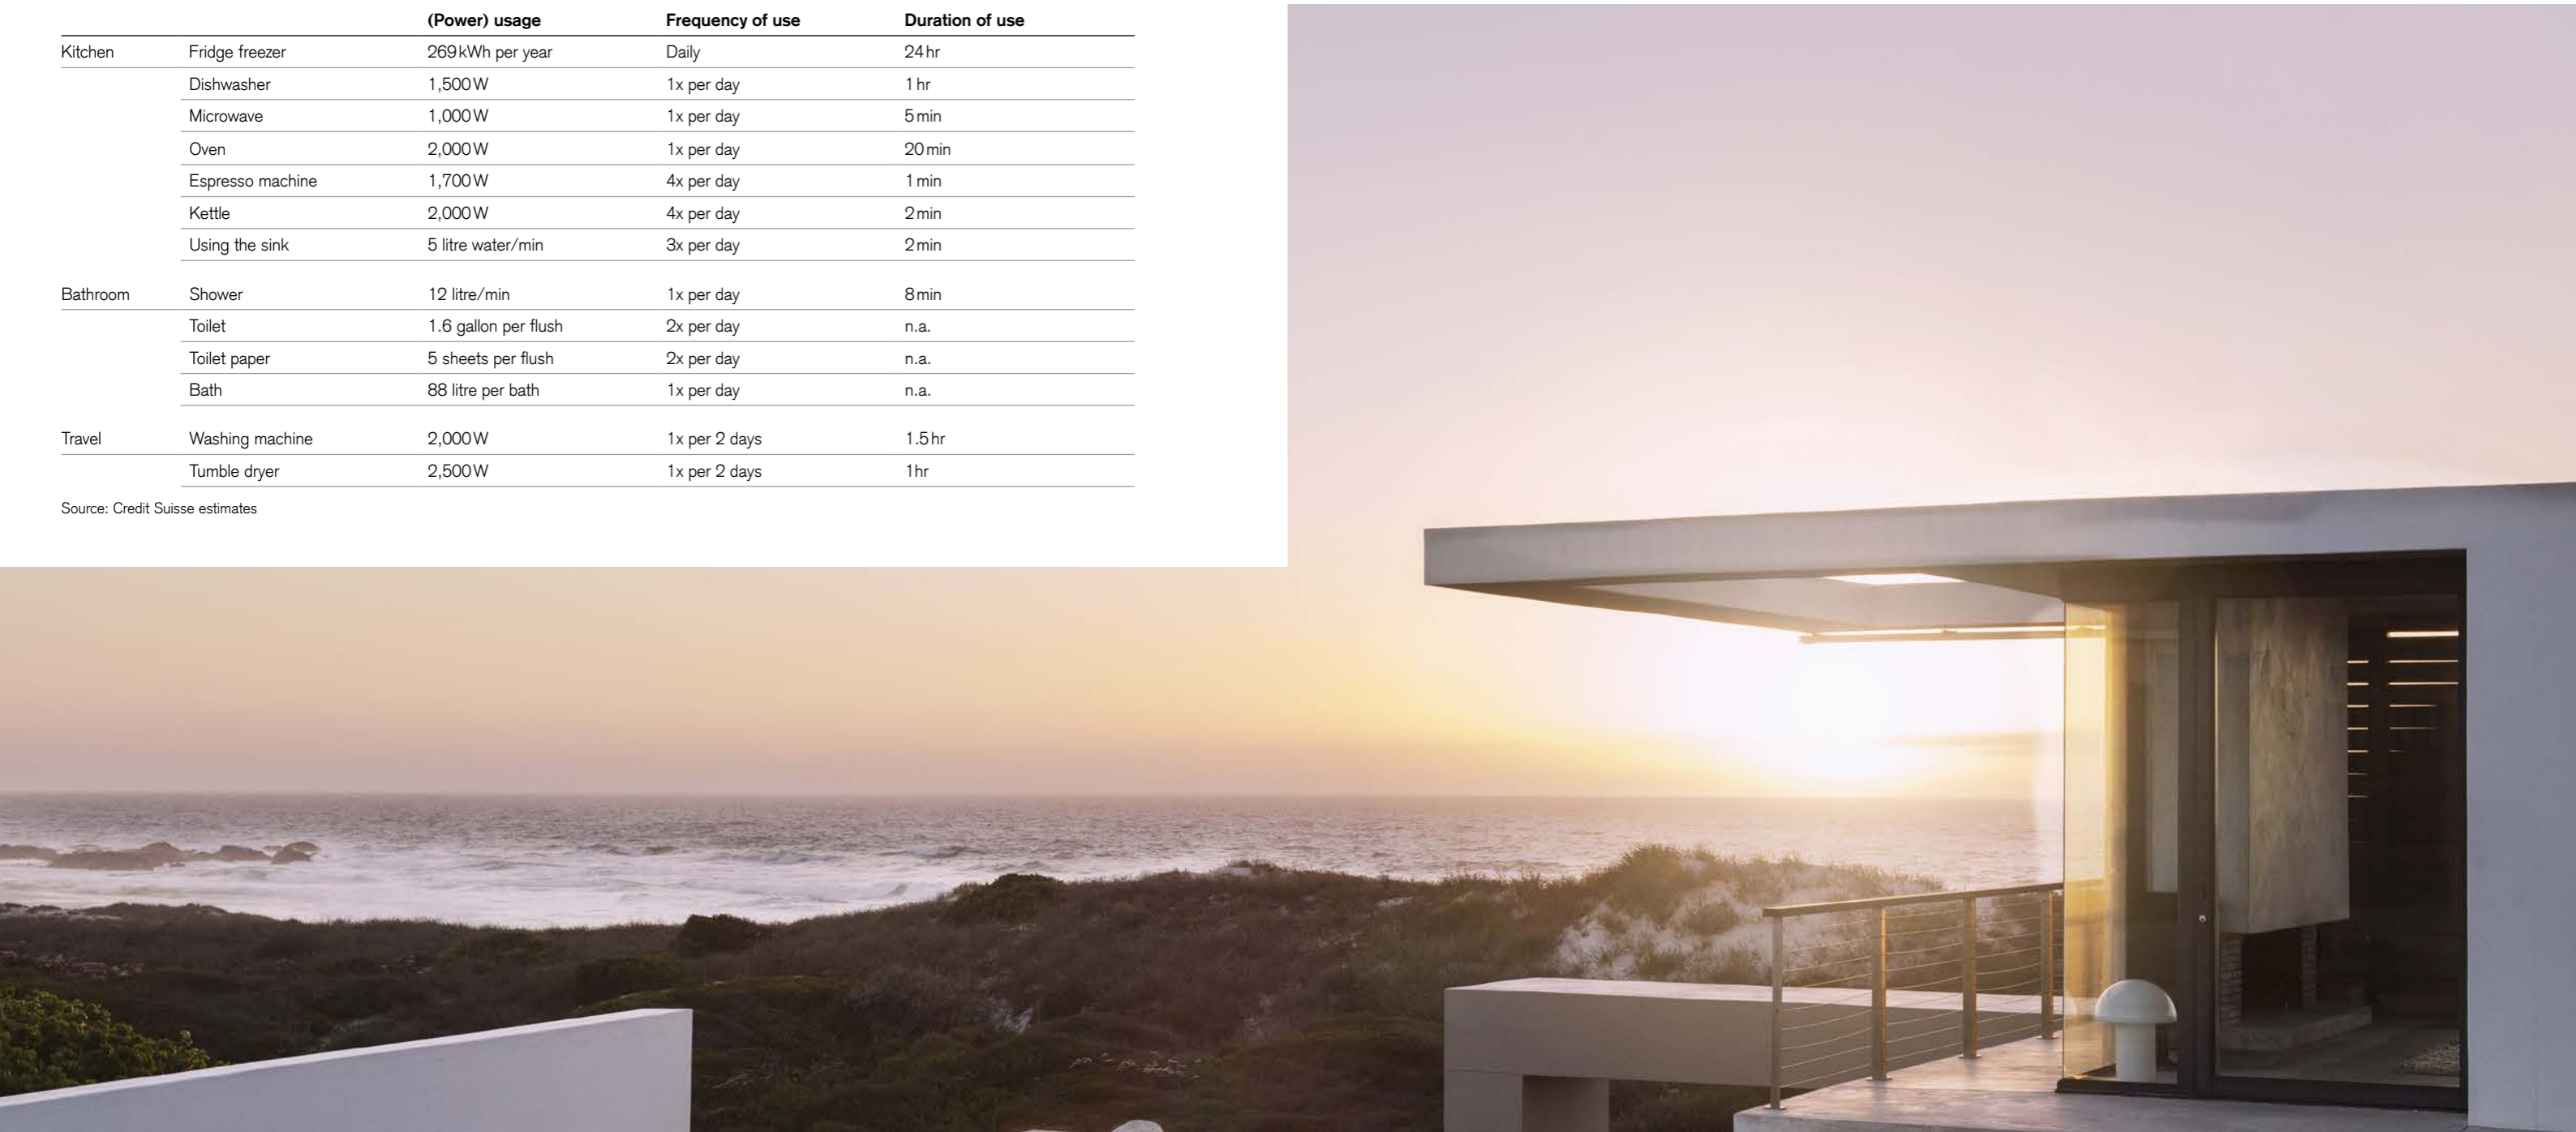 (Power) usage Frequency of use Duration of use
Kitchen Fridge freezer 269 kWh per year Daily 24 hr
Dishwasher 1,500 W 1x per day 1 hr
Microwave 1,000 W 1x per day 5 min
Oven 2,000 W 1x per day 20 min
Espresso machine 1,700 W 4x per day 1 min
Kettle 2,000 W 4x per day 2 min
Using the sink 5 litre water/min 3x per day 2 min
Bathroom Shower 12 litre/min 1x per day 8 min
Toilet 1.6 gallon per flush 2x per day n.a.
Toilet paper 5 sheets per flush 2x per day n.a.
Bath 88 litre per bath 1x per day n.a.
Travel Washing machine 2,000 W 1x per 2 days 1.5 hr
Tumble dryer 2,500 W 1x per 2 days 1hr
Source: Credit Suisse estimates